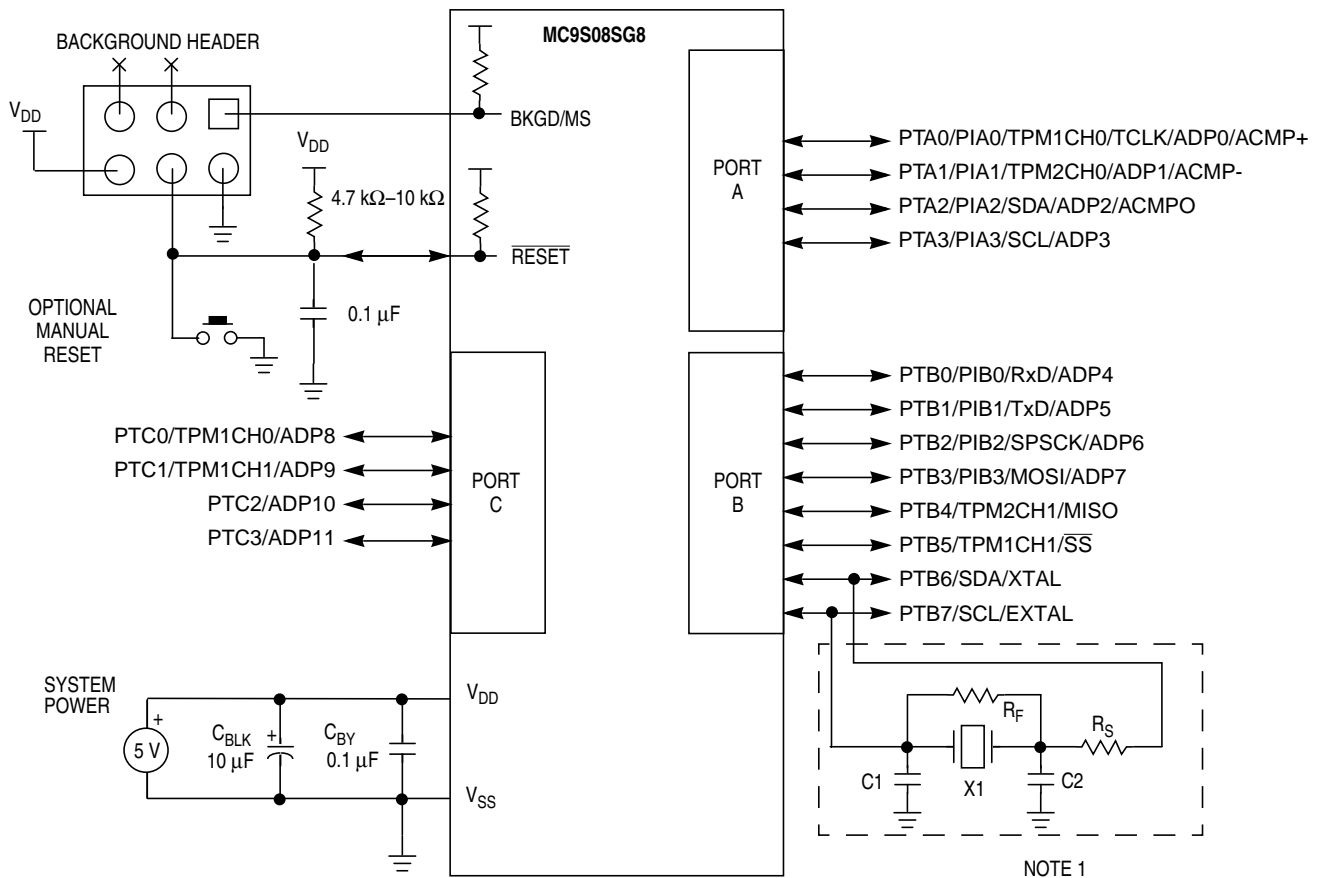 MC9S08SG8
BACKGROUND HEADER
V_DD
BKGD/MS
V_DD
4.7 kΩ–10 kΩ
RESET
OPTIONAL
MANUAL
RESET
0.1 μF
PORT
A
PTA0/PIA0/TPM1CH0/TCLK/ADP0/ACMP+
PTA1/PIA1/TPM2CH0/ADP1/ACMP-
PTA2/PIA2/SDA/ADP2/ACMPO
PTA3/PIA3/SCL/ADP3
PORT
B
PTB0/PIB0/RxD/ADP4
PTB1/PIB1/TxD/ADP5
PTB2/PIB2/SPSCK/ADP6
PTB3/PIB3/MOSI/ADP7
PTB4/TPM2CH1/MISO
PTB5/TPM1CH1/SS
PTB6/SDA/XTAL
PTB7/SCL/EXTAL
PTC0/TPM1CH0/ADP8
PTC1/TPM1CH1/ADP9
PTC2/ADP10
PTC3/ADP11
PORT
C
SYSTEM
POWER
+
5 V
C_BLK
+
10 μF
C_BY
0.1 μF
V_DD
V_SS
R_F
R_S
C1
X1
C2
NOTE 1